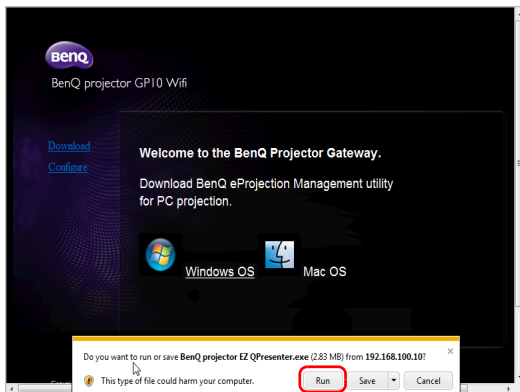 BenQ
BenQ projector GP10 Wifi
Download
Configure
Welcome to the BenQ Projector Gateway.
Download BenQ eProjection Management utility
for PC projection.
Windows OS
Mac OS
Do you want to run or save BenQ projector EZ QPresenter.exe (2.83 MB) from 192.168.100.10?
This type of file could harm your computer.
Run
Save
Cancel